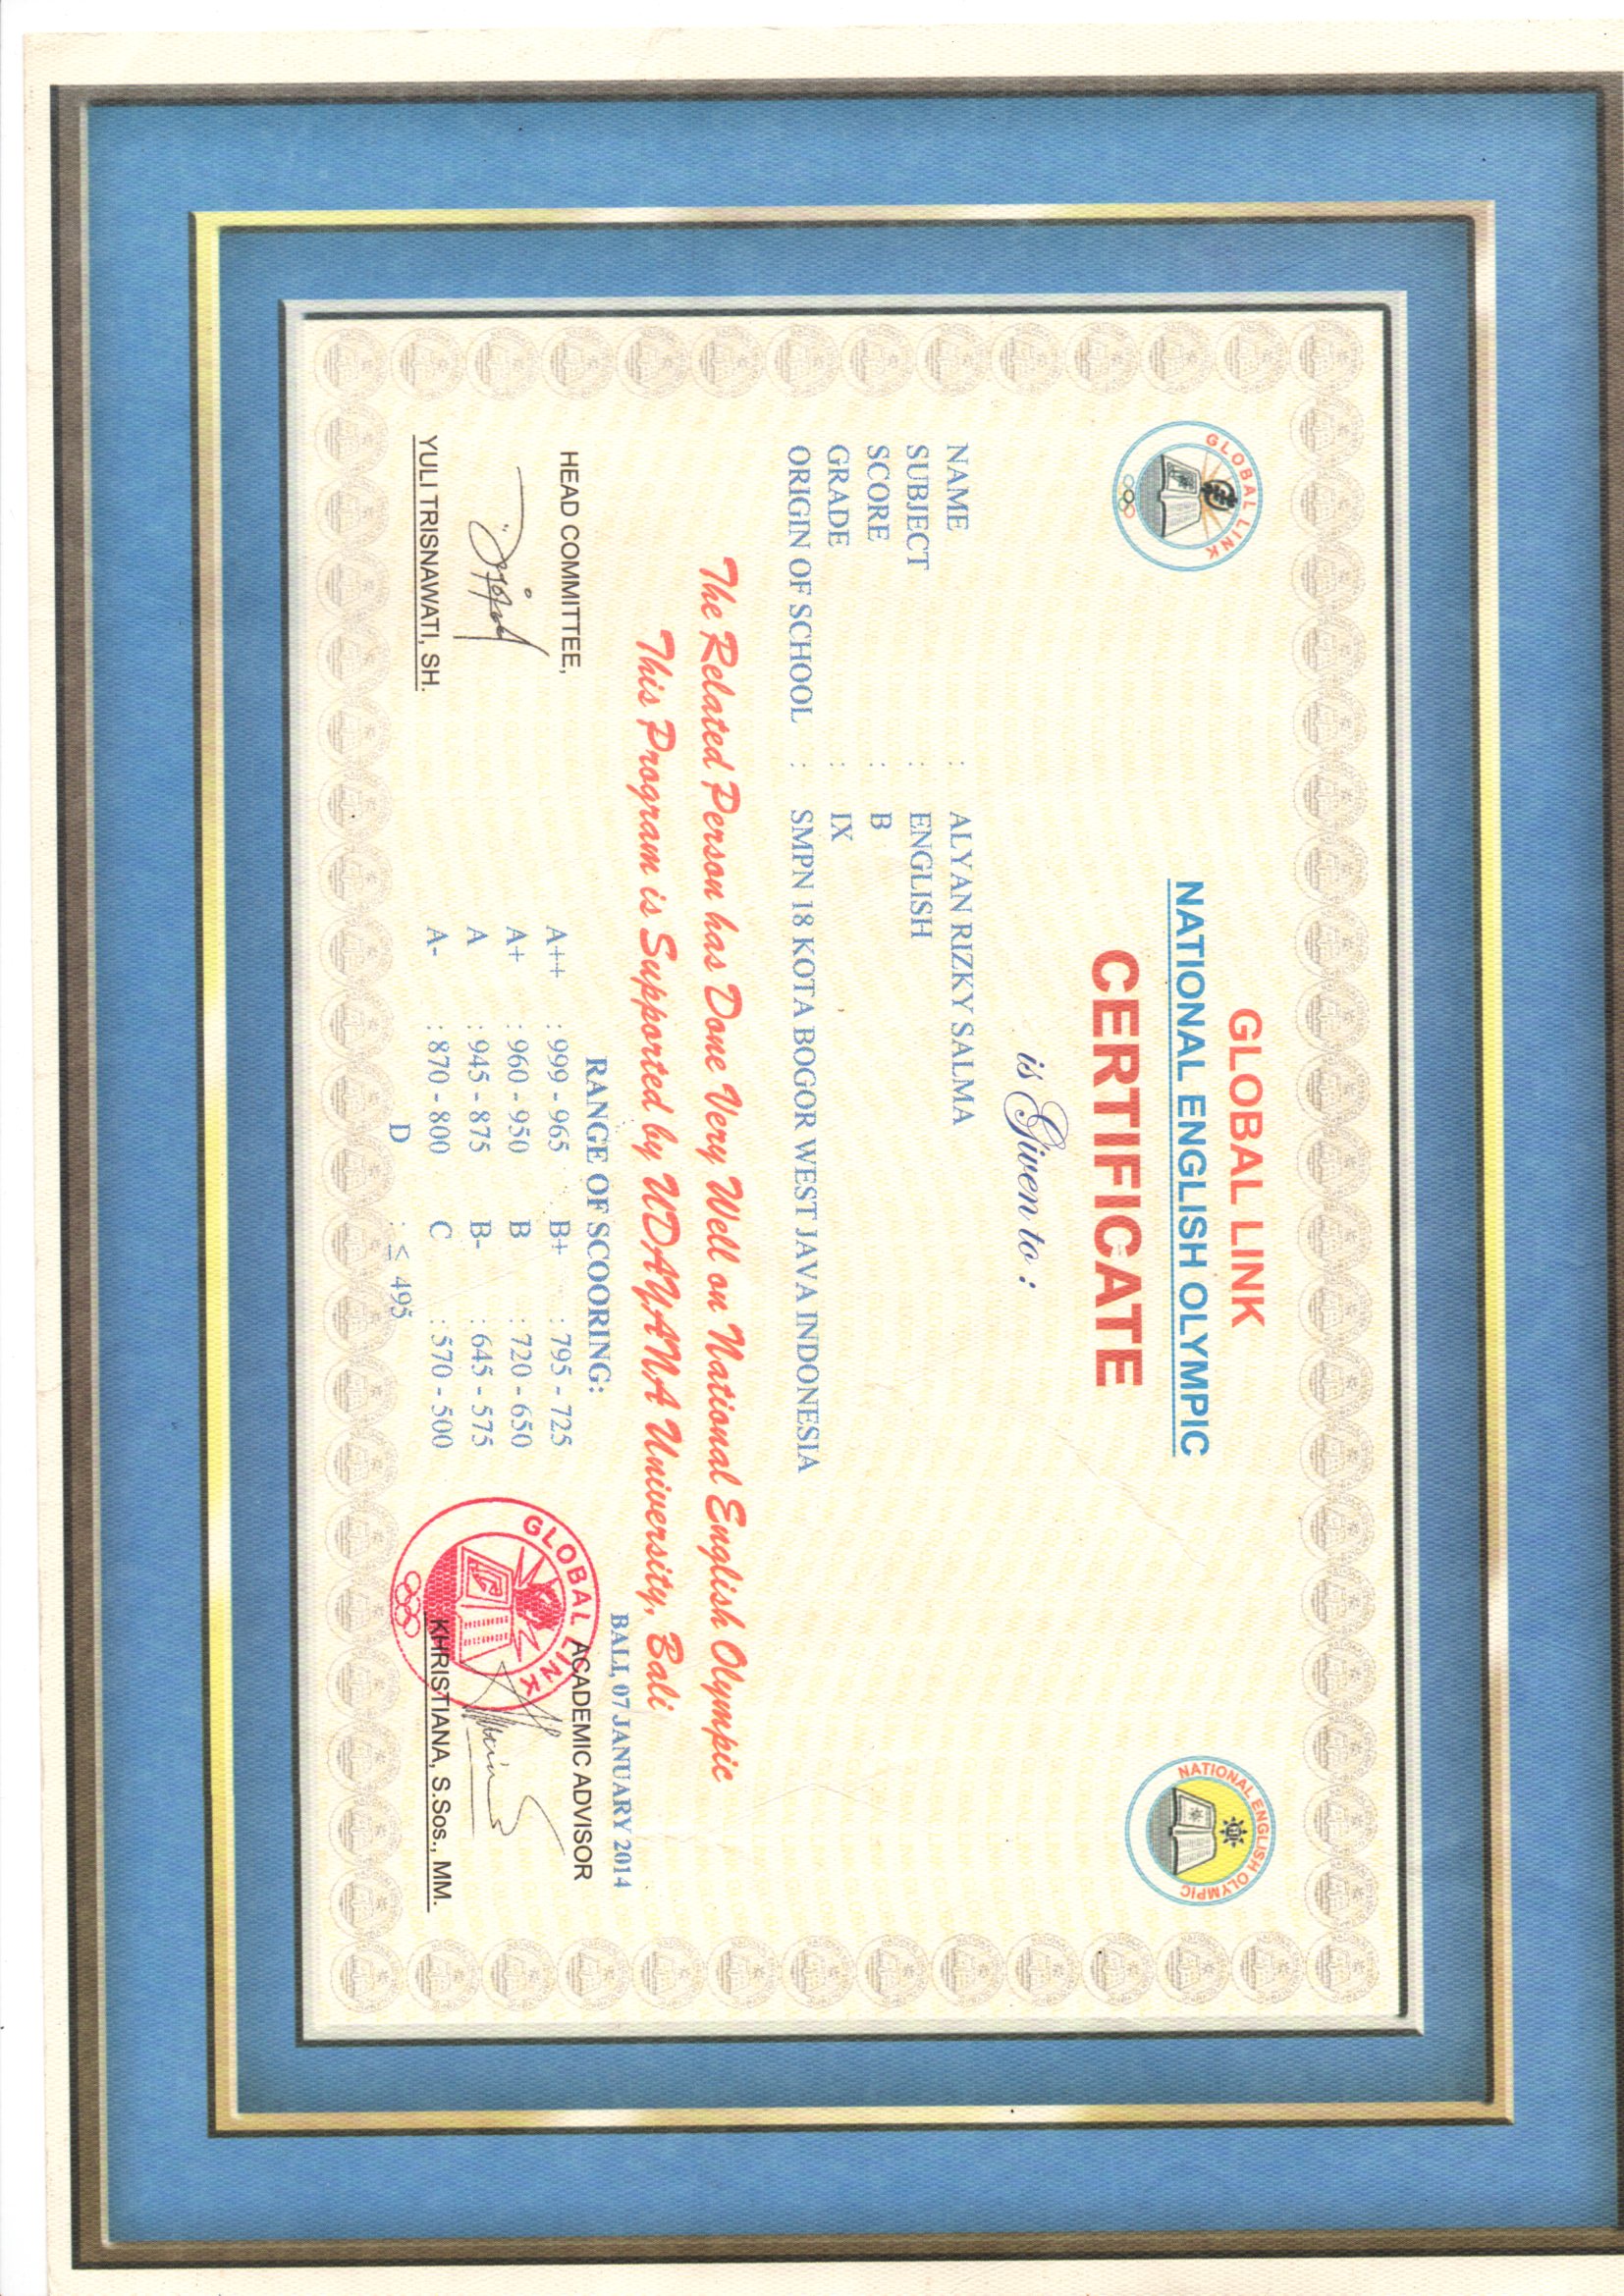 GLOBAL LINK
NATIONAL ENGLISH OLYMPIC
GLOBAL LINK
NATIONAL ENGLISH OLYMPIC
CERTIFICATE
is Given to :
NAME : ALYAN RIZKY SALMA
SUBJECT : ENGLISH
SCORE : B
GRADE : IX
ORIGIN OF SCHOOL : SMPN 18 KOTA BOGOR WEST JAVA INDONESIA
The Related Person has Done Very Well on National English Olympic
This Program is Supported by UDAYANA University, Bali
BALI, 07 JANUARY 2014
RANGE OF SCOORING:
HEAD COMMITTEE,
ACADEMIC ADVISOR
GLOBAL LINK
A++ : 999 - 965 B+ : 795 - 725
A+ : 960 - 950 B : 720 - 650
A : 945 - 875 B- : 645 - 575
A- : 870 - 800 C : 570 - 500
D : ≤ 495
YULI TRISNAWATI, SH.
KHRISTIANA, S.Sos., MM.